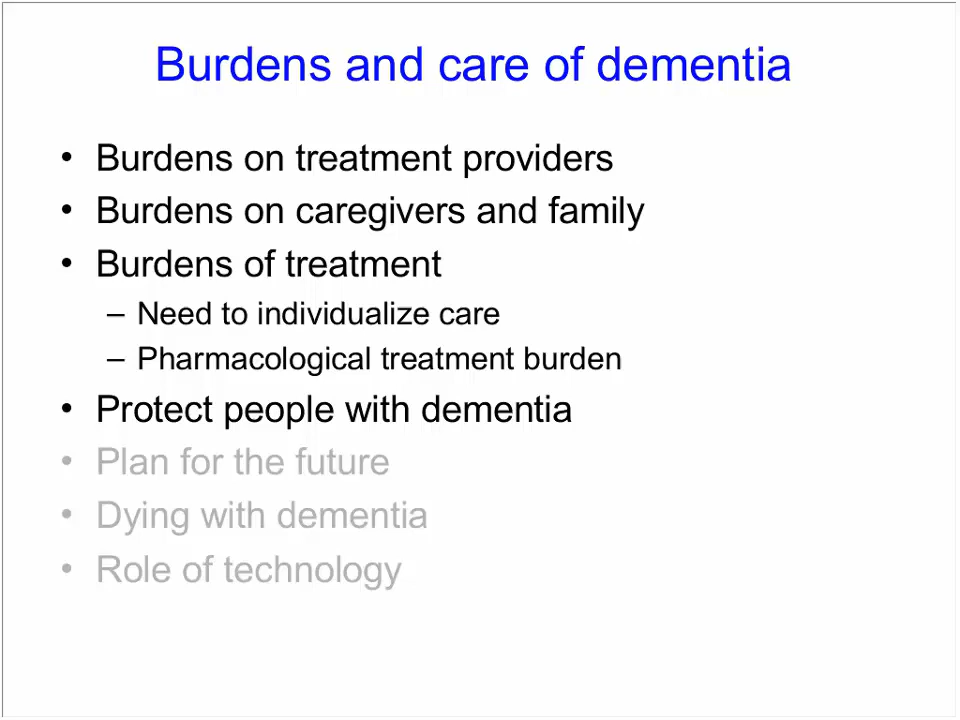 Burdens and care of dementia
• Burdens on treatment providers
• Burdens on caregivers and family
• Burdens of treatment
– Need to individualize care
– Pharmacological treatment burden
• Protect people with dementia
• Plan for the future
• Dying with dementia
• Role of technology